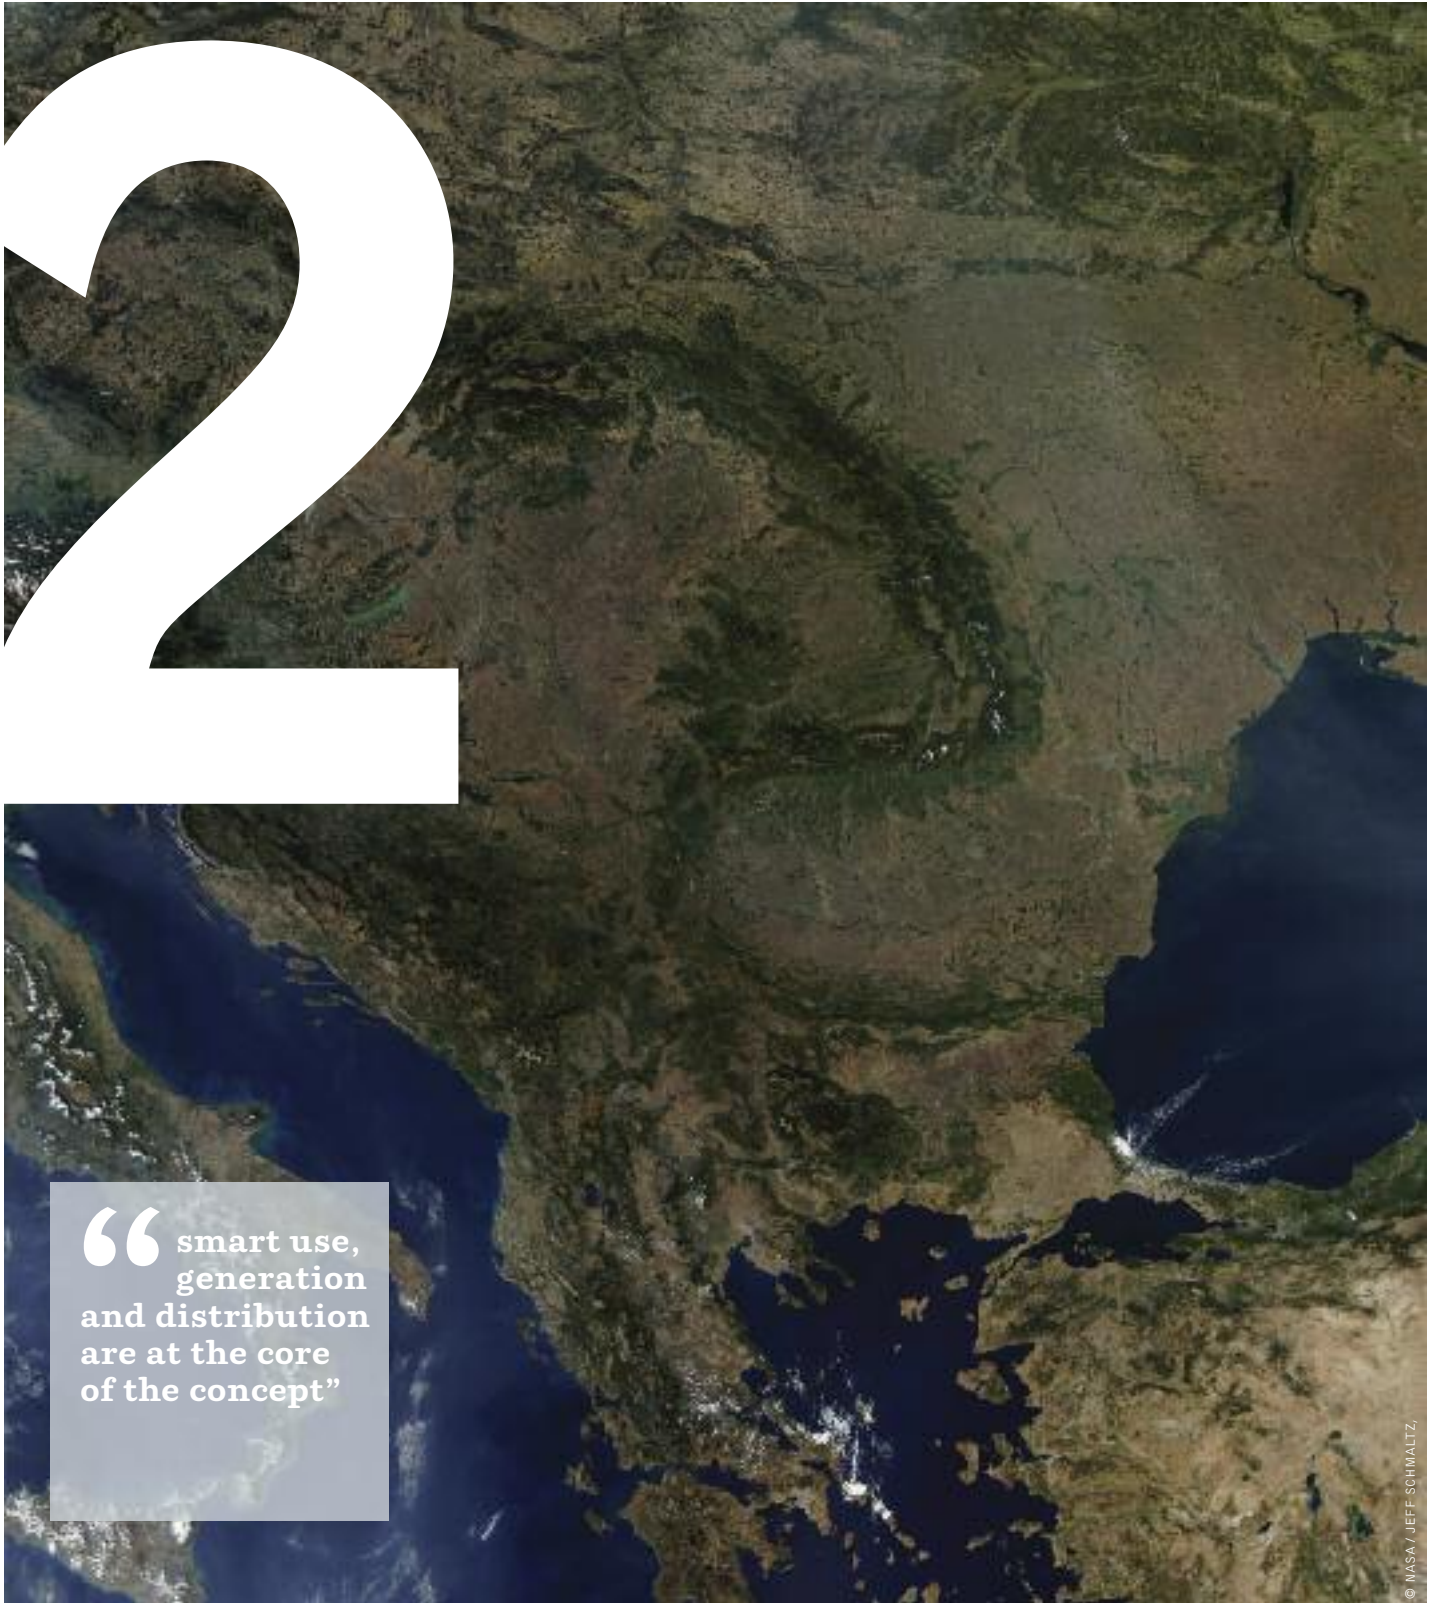 2
“ smart use,
generation
and distribution
are at the core
of the concept”
© NASA / JEFF SCHMALTZ,